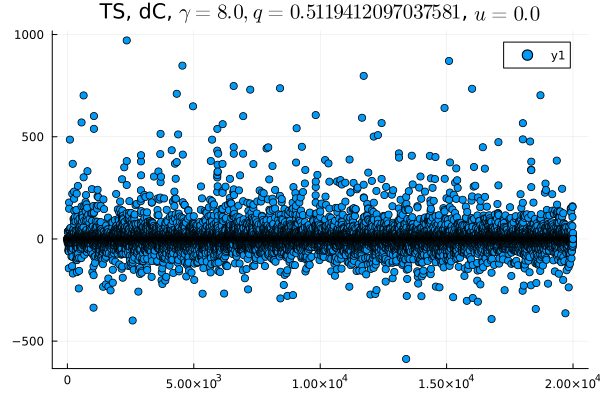 TS, dC, γ = 8.0, q = 0.5119412097037581, u = 0.0
y1
1000
500
0
−500
0 5.00×10³ 1.00×10⁴ 1.50×10⁴ 2.00×10⁴